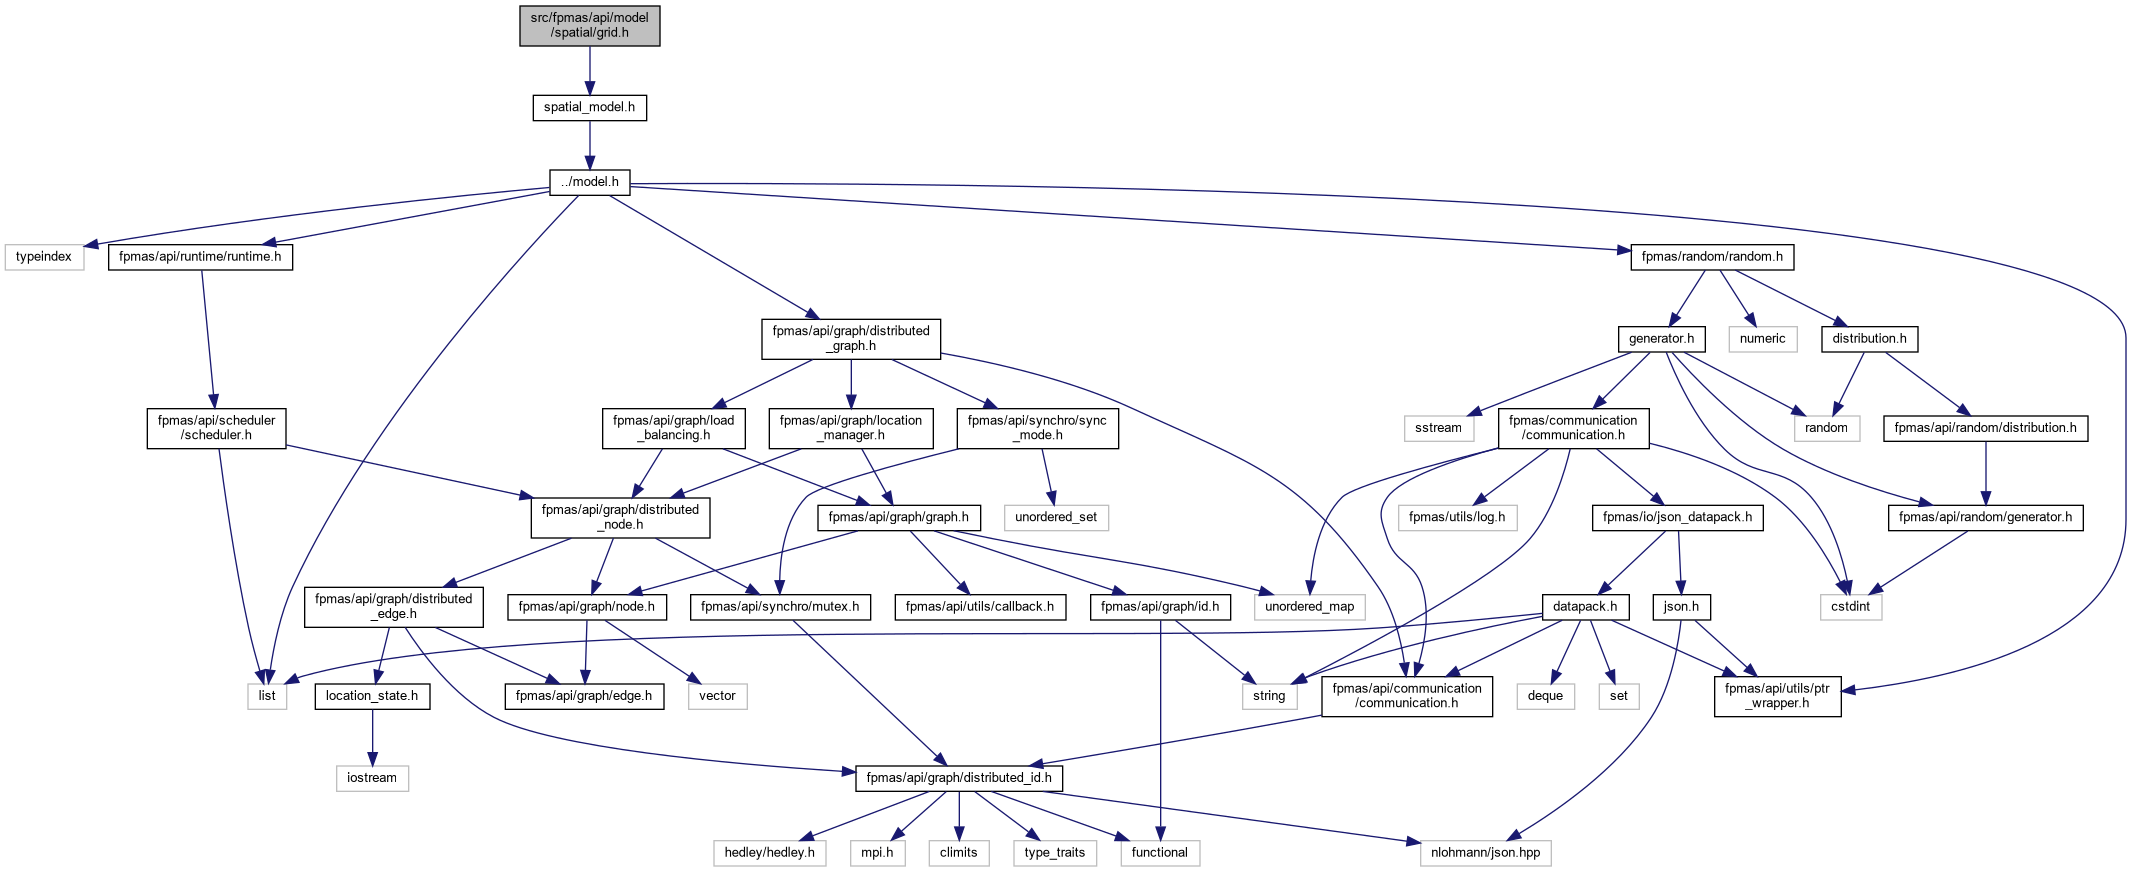 src/fpmas/api/model
/spatial/grid.h
spatial_model.h
../model.h
typeindex
fpmas/api/runtime/runtime.h
fpmas/random/random.h
fpmas/api/graph/distributed
_graph.h
generator.h
numeric
distribution.h
fpmas/api/scheduler
/scheduler.h
fpmas/api/graph/load
_balancing.h
fpmas/api/graph/location
_manager.h
fpmas/api/synchro/sync
_mode.h
sstream
fpmas/communication
/communication.h
random
fpmas/api/random/distribution.h
fpmas/api/graph/distributed
_node.h
fpmas/api/graph/graph.h
unordered_set
fpmas/utils/log.h
fpmas/io/json_datapack.h
fpmas/api/random/generator.h
fpmas/api/graph/distributed
_edge.h
fpmas/api/graph/node.h
fpmas/api/synchro/mutex.h
fpmas/api/utils/callback.h
fpmas/api/graph/id.h
unordered_map
datapack.h
json.h
cstdint
list
location_state.h
fpmas/api/graph/edge.h
vector
string
fpmas/api/communication
/communication.h
deque
set
fpmas/api/utils/ptr
_wrapper.h
iostream
fpmas/api/graph/distributed_id.h
hedley/hedley.h
mpi.h
climits
type_traits
functional
nlohmann/json.hpp